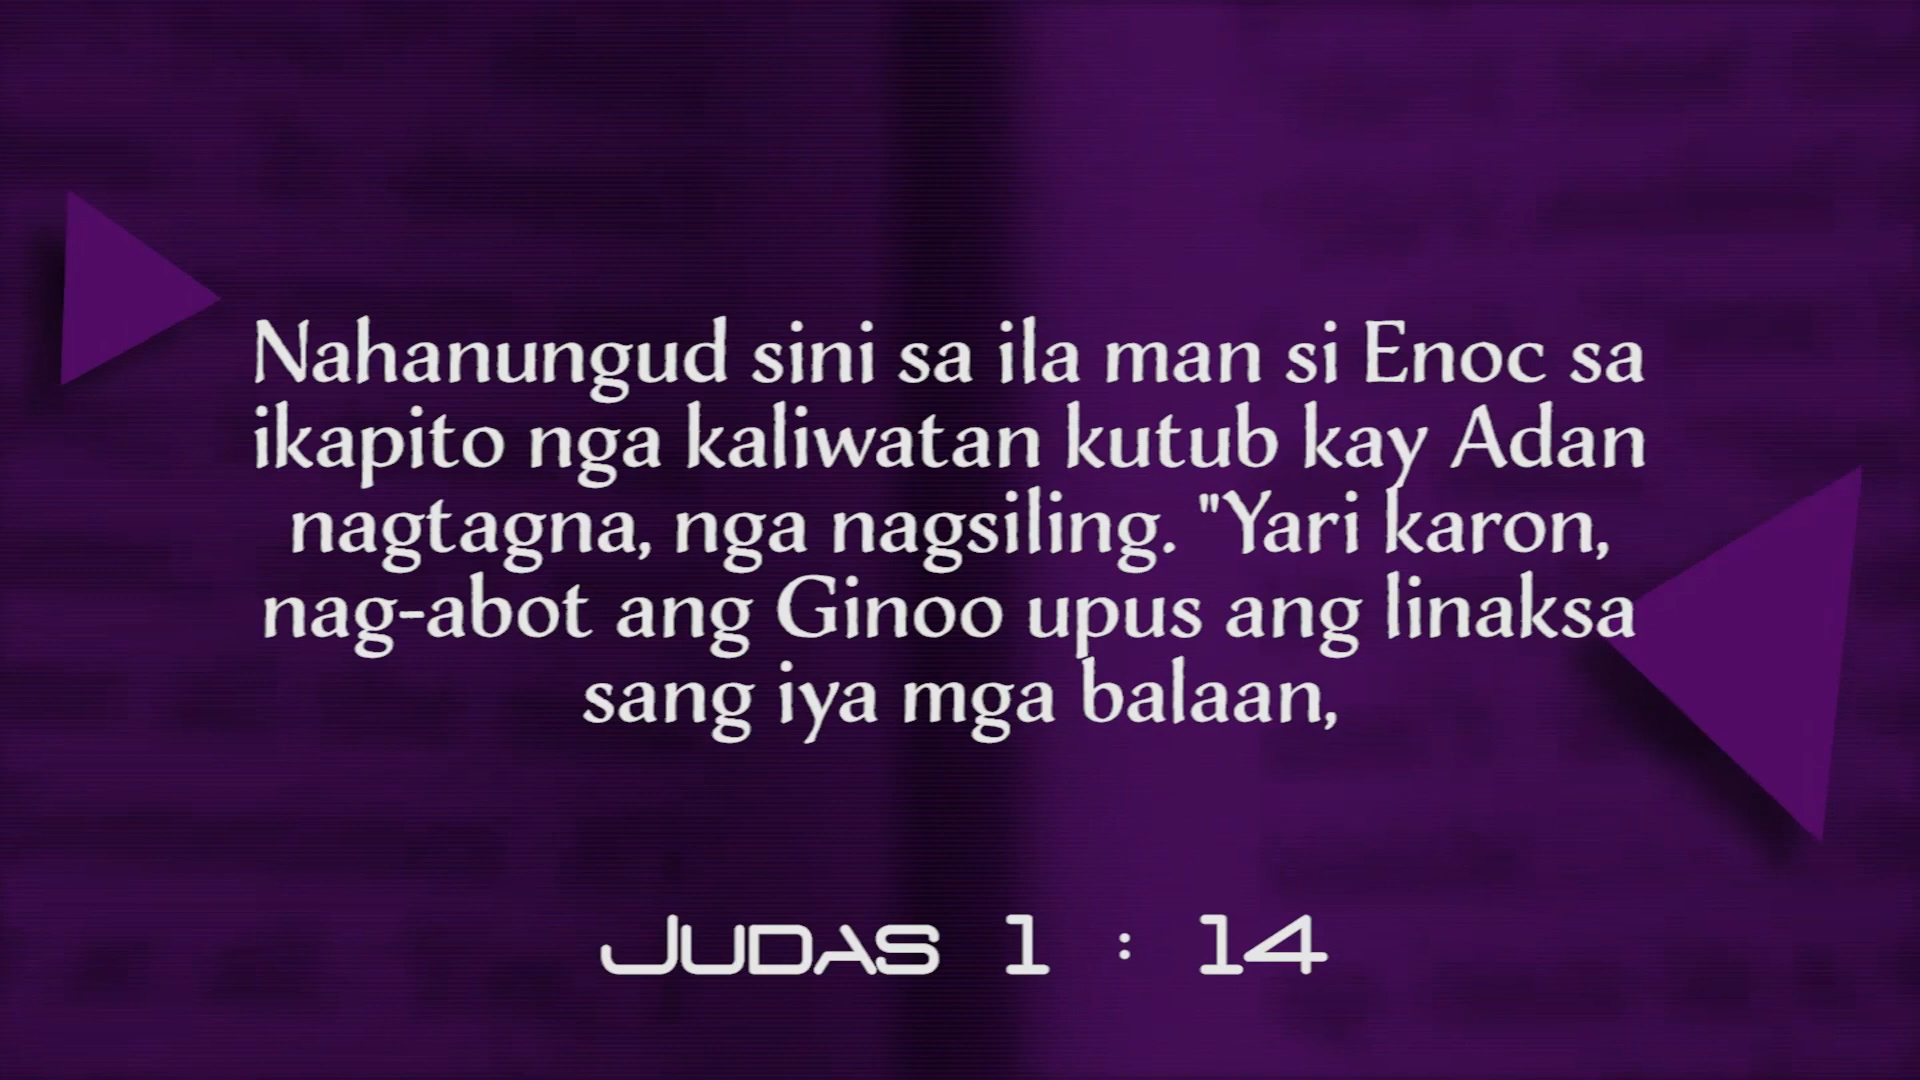 Nahanungud sini sa ila man si Enoc sa
ikapito nga kaliwatan kutub kay Adan
nagtagna, nga nagsiling. "Yari karon,
nag-abot ang Ginoo upus ang linaksa
sang iya mga balaan,
Judas 1 : 14